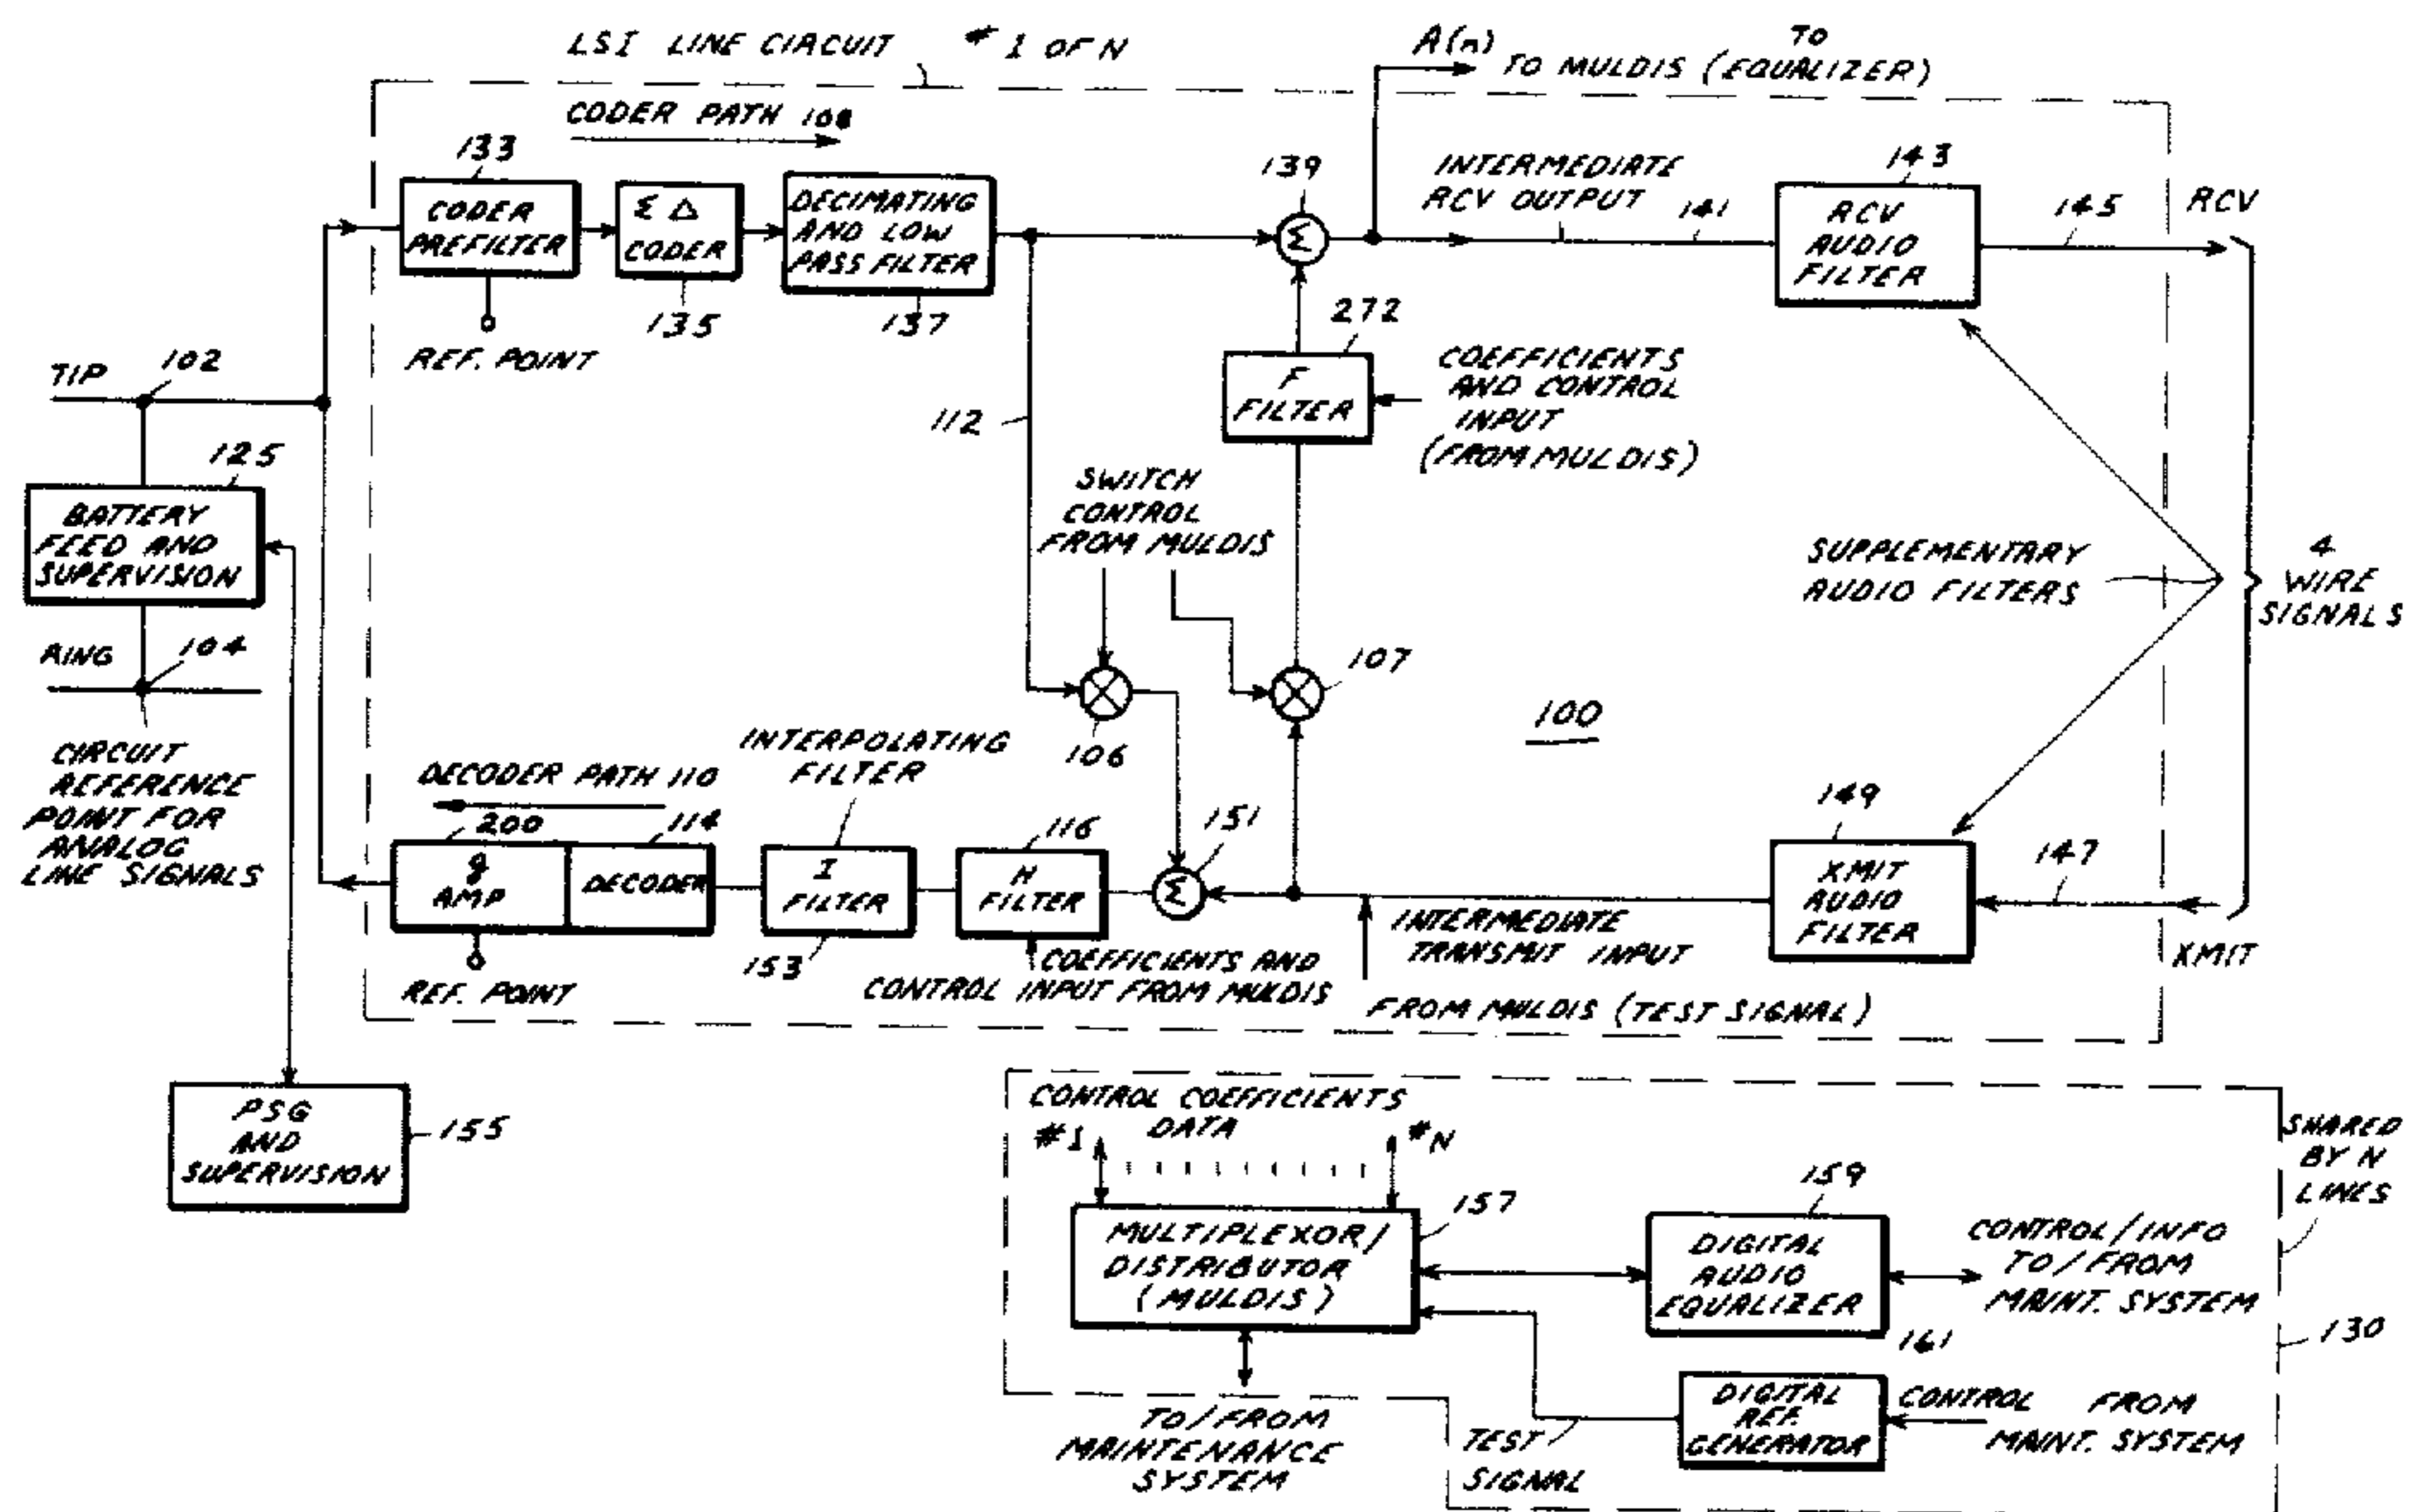 LSI LINE CIRCUIT #1 OF N
A(n)
TO
TO MULDIS (EQUALIZER)
CODER PATH 108
133
CODER
PREFILTER
REF. POINT
Σ Δ
CODER
135
DECIMATING
AND LOW
PASS FILTER
137
139
Σ
INTERMEDIATE
RCV OUTPUT
141
143
RCV
AUDIO
FILTER
145
RCV
TIP
102
125
BATTERY
FEED AND
SUPERVISION
RING
104
CIRCUIT
REFERENCE
POINT FOR
ANALOG
LINE SIGNALS
112
272
F
FILTER
COEFFICIENTS
AND CONTROL
INPUT
(FROM MULDIS)
SWITCH
CONTROL
FROM MULDIS
106
107
100
SUPPLEMENTARY
AUDIO FILTERS
4
WIRE
SIGNALS
INTERPOLATING
FILTER
DECODER PATH 110
200
114
g
AMP
DECODER
REF. POINT
I
FILTER
153
116
H
FILTER
COEFFICIENTS AND
CONTROL INPUT FROM MULDIS
151
Σ
INTERMEDIATE
TRANSMIT INPUT
FROM MULDIS (TEST SIGNAL)
149
XMIT
AUDIO
FILTER
147
XMIT
PSG
AND
SUPERVISION
155
CONTROL COEFFICIENTS
DATA
#1
#N
MULTIPLEXOR/
DISTRIBUTOR
(MULDIS)
157
159
DIGITAL
AUDIO
EQUALIZER
CONTROL/INFO
TO/FROM
MAINT. SYSTEM
SHARED
BY N
LINES
130
161
DIGITAL
REF.
GENERATOR
CONTROL FROM
MAINT. SYSTEM
TEST
SIGNAL
TO/FROM
MAINTENANCE
SYSTEM